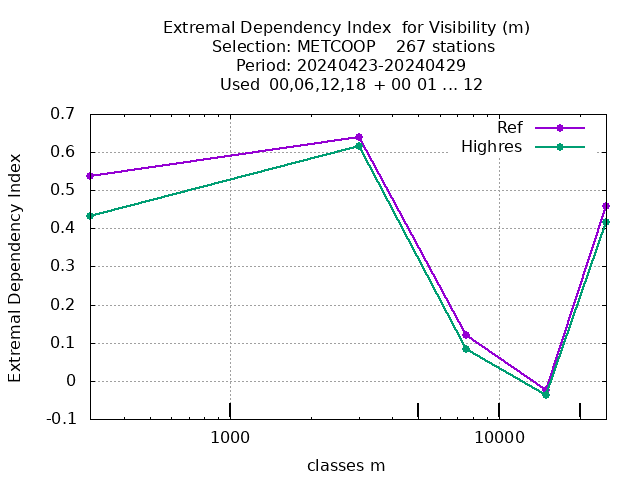 Extremal Dependency Index  for Visibility (m)
Selection: METCOOP    267 stations
Period: 20240423-20240429
Used  00,06,12,18  + 00 01 ... 12
Ref
Highres
Extremal Dependency Index
0.7
0.6
0.5
0.4
0.3
0.2
0.1
0
-0.1
1000
10000
classes m